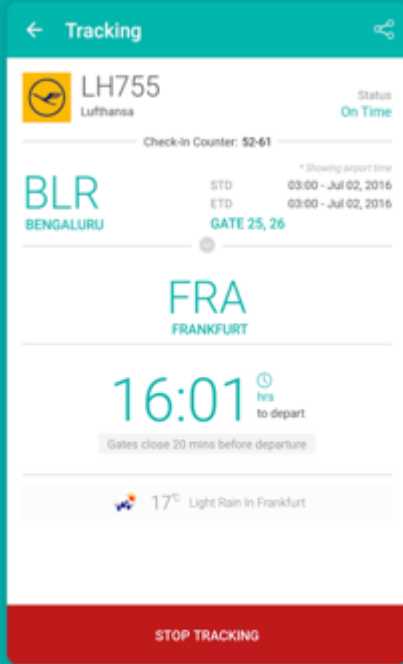 Tracking
LH755
Lufthansa
Status
On Time
Check-In Counter: 52-61
* Showing airport time
BLR
BENGALURU
STD 03:00 - Jul 02, 2016
ETD 03:00 - Jul 02, 2016
GATE 25, 26
FRA
FRANKFURT
16:01 hrs
to depart
Gates close 20 mins before departure
17°C Light Rain In Frankfurt
STOP TRACKING